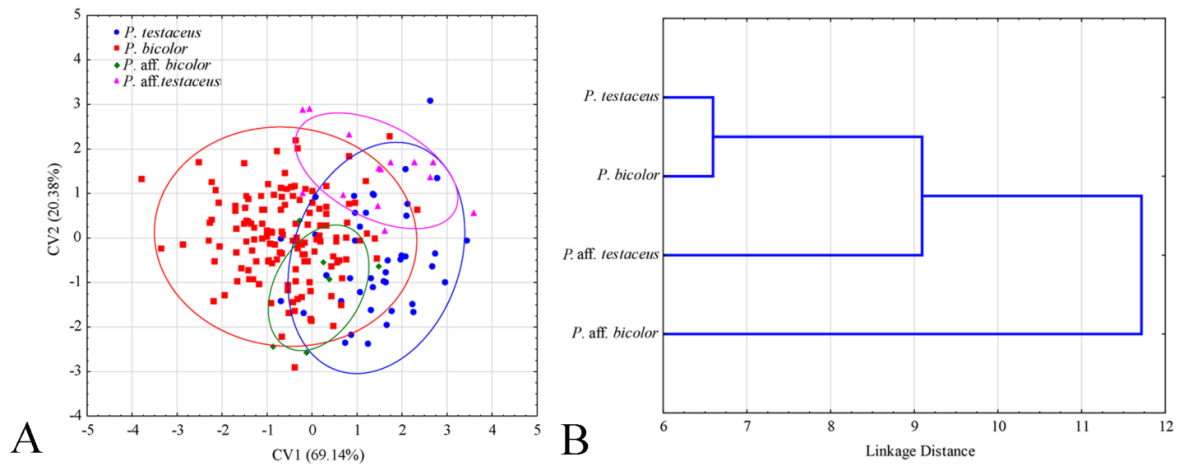 P. testaceus
P. bicolor
P. aff. bicolor
P. aff.testaceus
5
4
3
2
1
0
-1
-2
-3
-4
CV2 (20.38%)
-5 -4 -3 -2 -1 0 1 2 3 4 5
CV1 (69.14%)
A
P. testaceus
P. bicolor
P. aff. testaceus
P. aff. bicolor
6 7 8 9 10 11 12
Linkage Distance
B